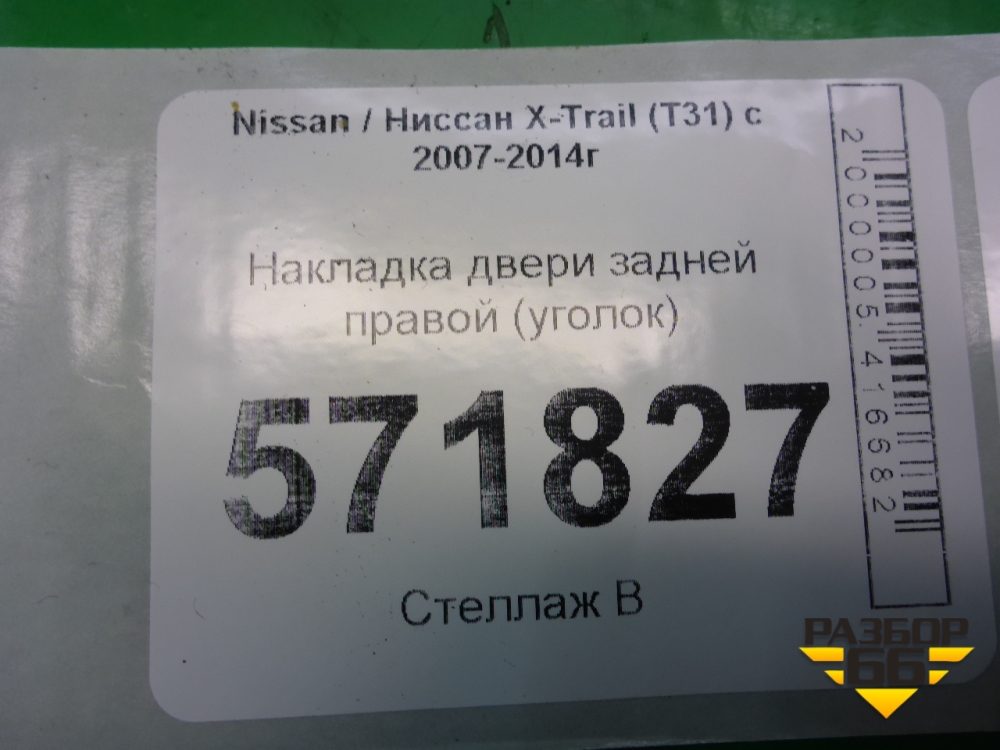 Nissan / Ниссан X-Trail (T31) с
2007-2014г
Накладка двери задней
правой (уголок)
571827
Стеллаж В
2000005416682
РАЗБОР
66